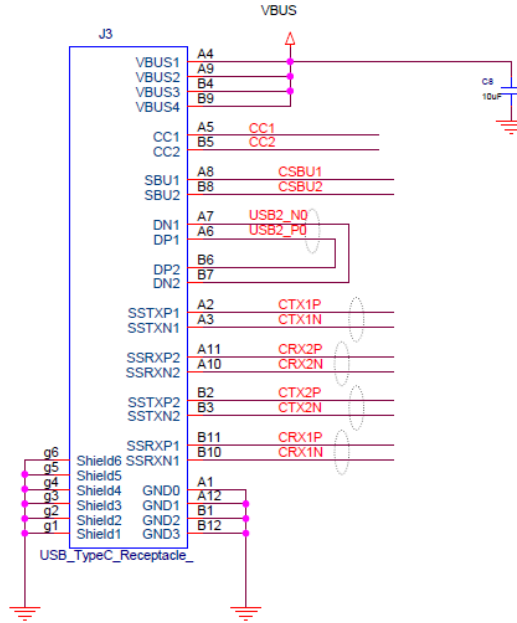 VBUS
J3
VBUS1 A4
VBUS2 A9
VBUS3 B4
VBUS4 B9
C8
10uF
CC1 A5 CC1
CC2 B5 CC2
SBU1 A8 CSBU1
SBU2 B8 CSBU2
DN1 A7 USB2_N0
DP1 A6 USB2_P0
DP2 B6
DN2 B7
SSTXP1 A2 CTX1P
SSTXN1 A3 CTX1N
SSRXP2 A11 CRX2P
SSRXN2 A10 CRX2N
SSTXP2 B2 CTX2P
SSTXN2 B3 CTX2N
SSRXP1 B11 CRX1P
g6 Shield6 SSRXN1 B10 CRX1N
g5 Shield5
g4 Shield4 GND0 A1
g3 Shield3 GND1 A12
g2 Shield2 GND2 B1
g1 Shield1 GND3 B12
USB_TypeC_Receptacle_